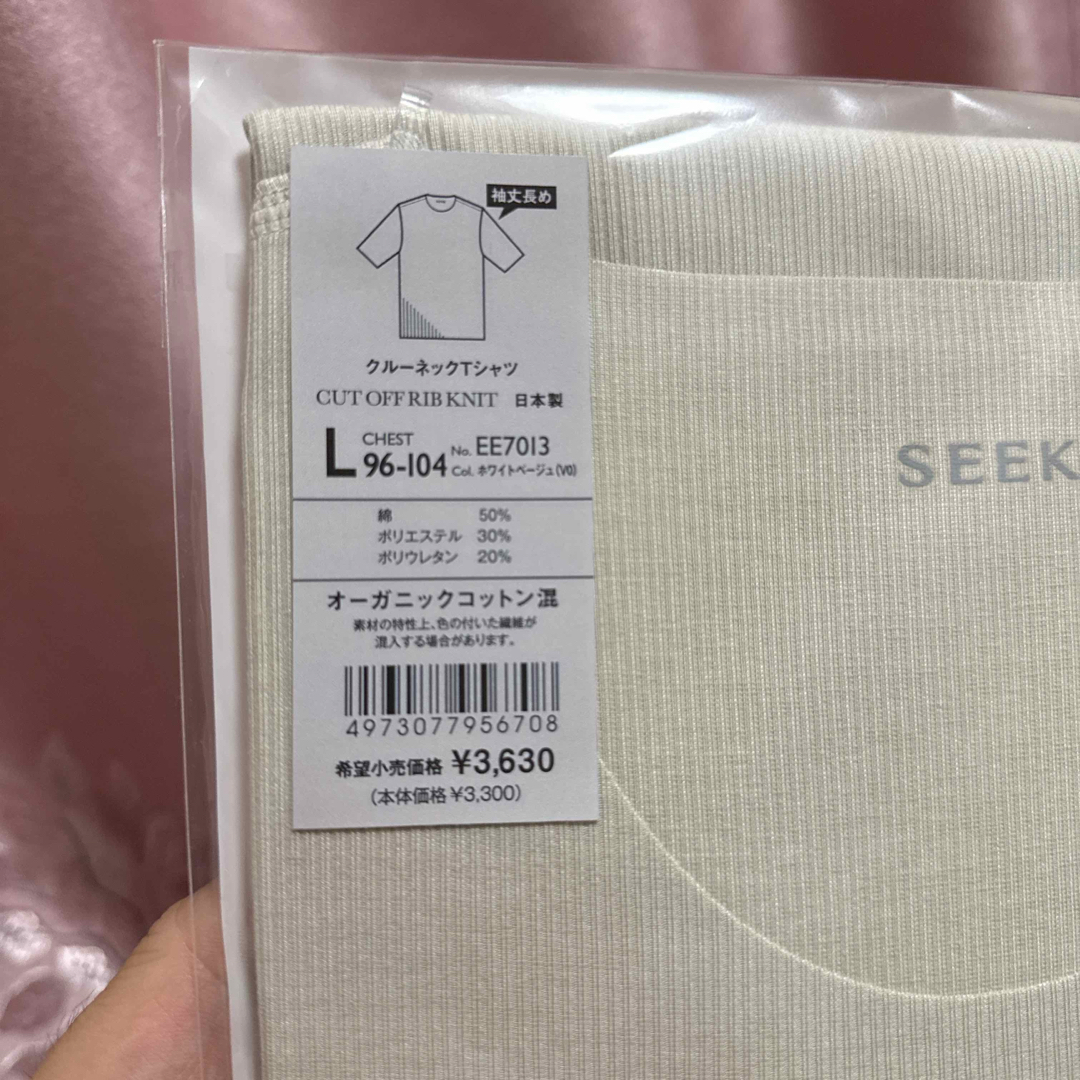 袖丈長め
クルーネックTシャツ
CUT OFF RIB KNIT 日本製
L CHEST 96-104 No. EE7013
Col. ホワイトベージュ(V0)
綿 50%
ポリエステル 30%
ポリウレタン 20%
オーガニックコットン混
素材の特性上、色の付いた繊維が
混入する場合があります。
4973077956708
希望小売価格 ¥3,630
(本体価格 ¥3,300)
SEEK